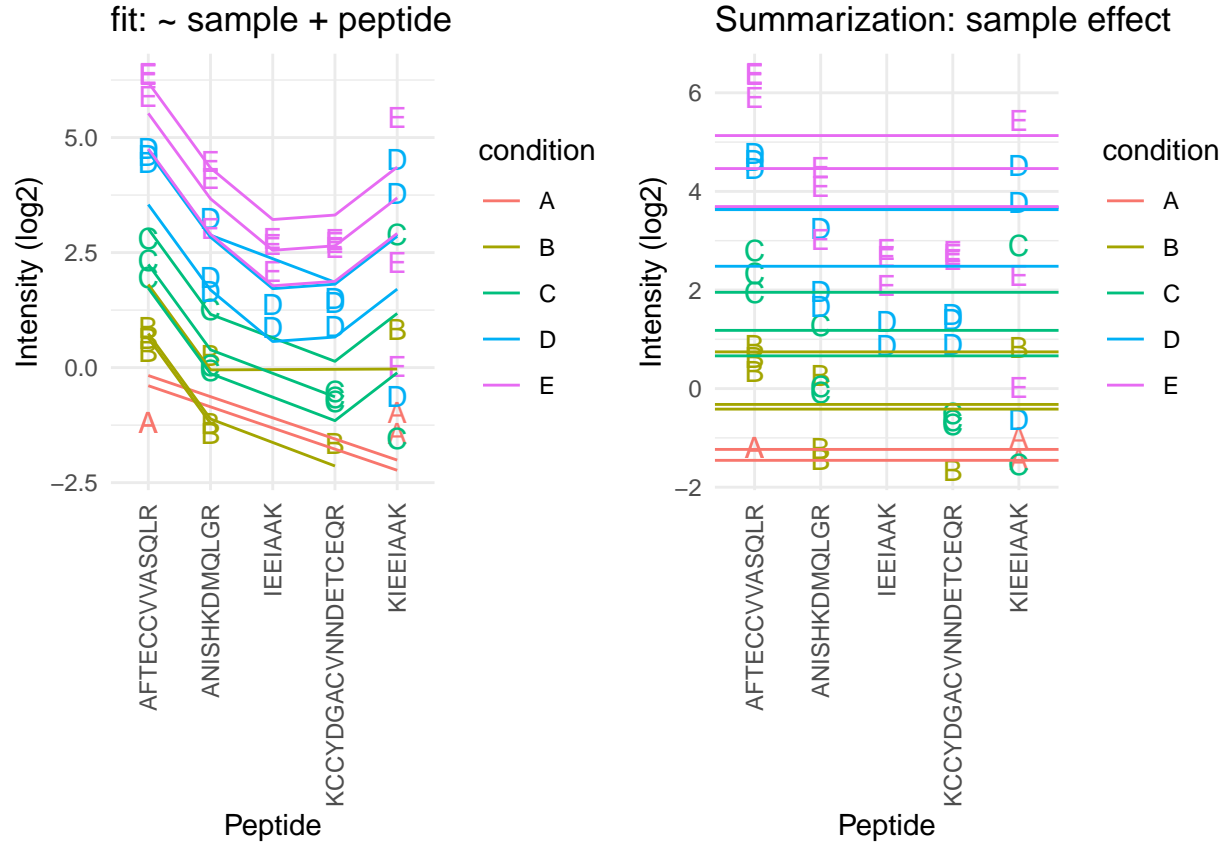 fit: ~ sample + peptide
Intensity (log2)
5.0
2.5
0.0
−2.5
AFTECCVVASQLR
ANISHKDMQLGR
IEEIAAK
KCCYDGACVNNDETCEQR
KIEEIAAK
Peptide
condition
A
B
C
D
E
Summarization: sample effect
Intensity (log2)
6
4
2
0
−2
AFTECCVVASQLR
ANISHKDMQLGR
IEEIAAK
KCCYDGACVNNDETCEQR
KIEEIAAK
Peptide
condition
A
B
C
D
E